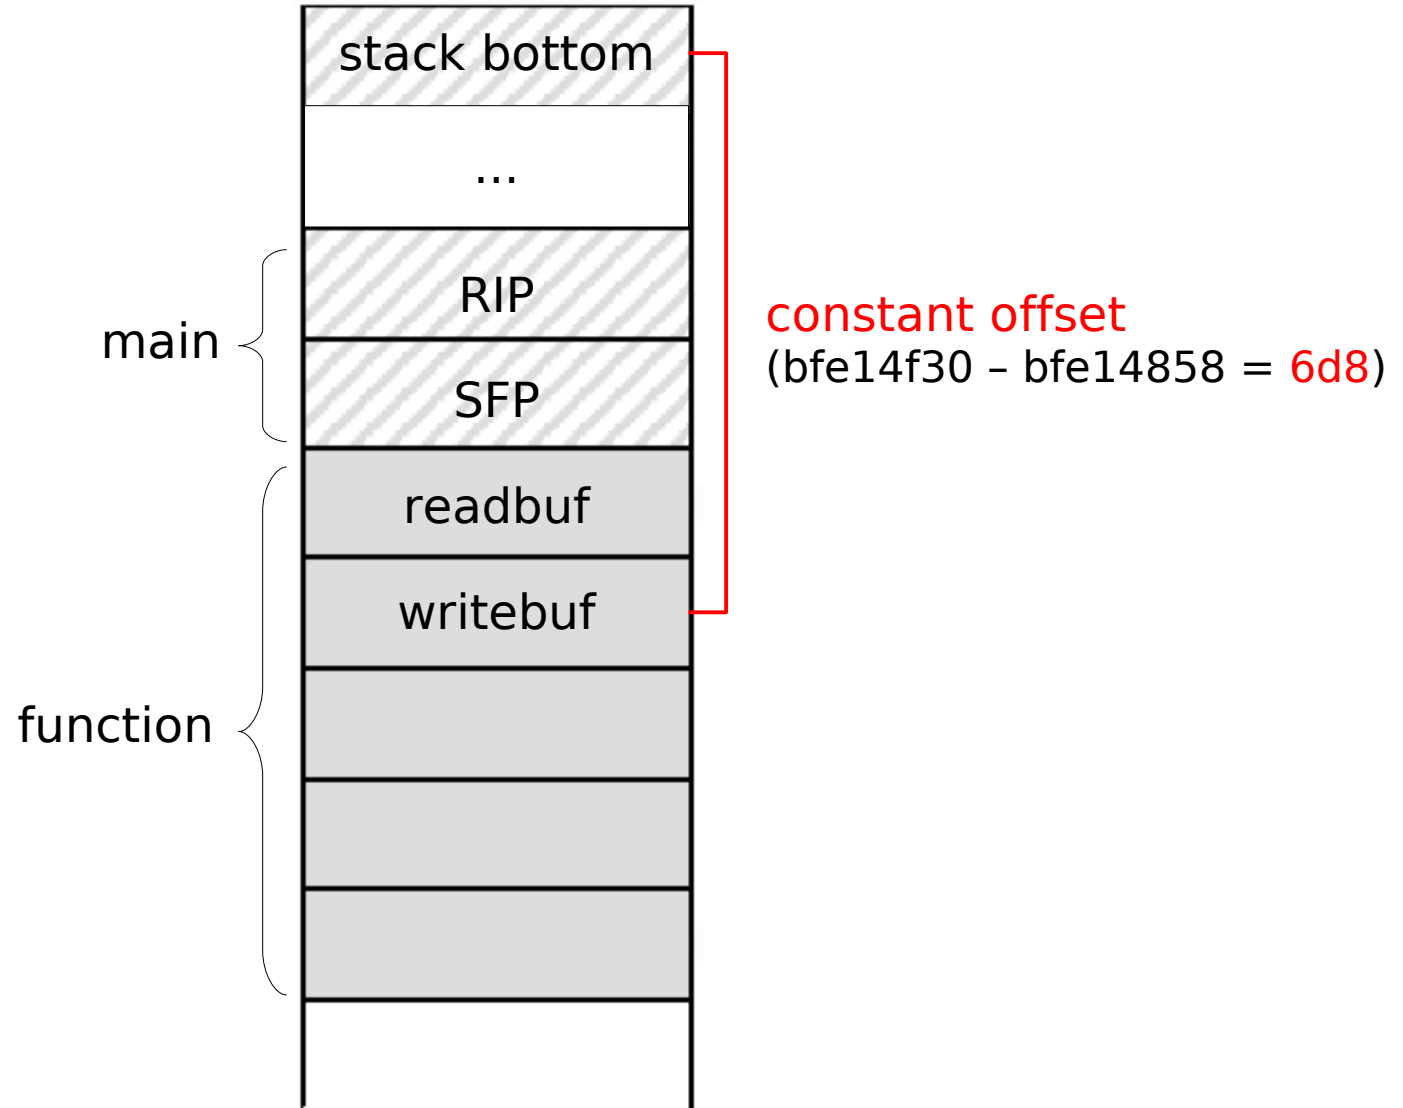 stack bottom
...
RIP
main
SFP
constant offset
(bfe14f30 – bfe14858 = 6d8)
readbuf
writebuf
function